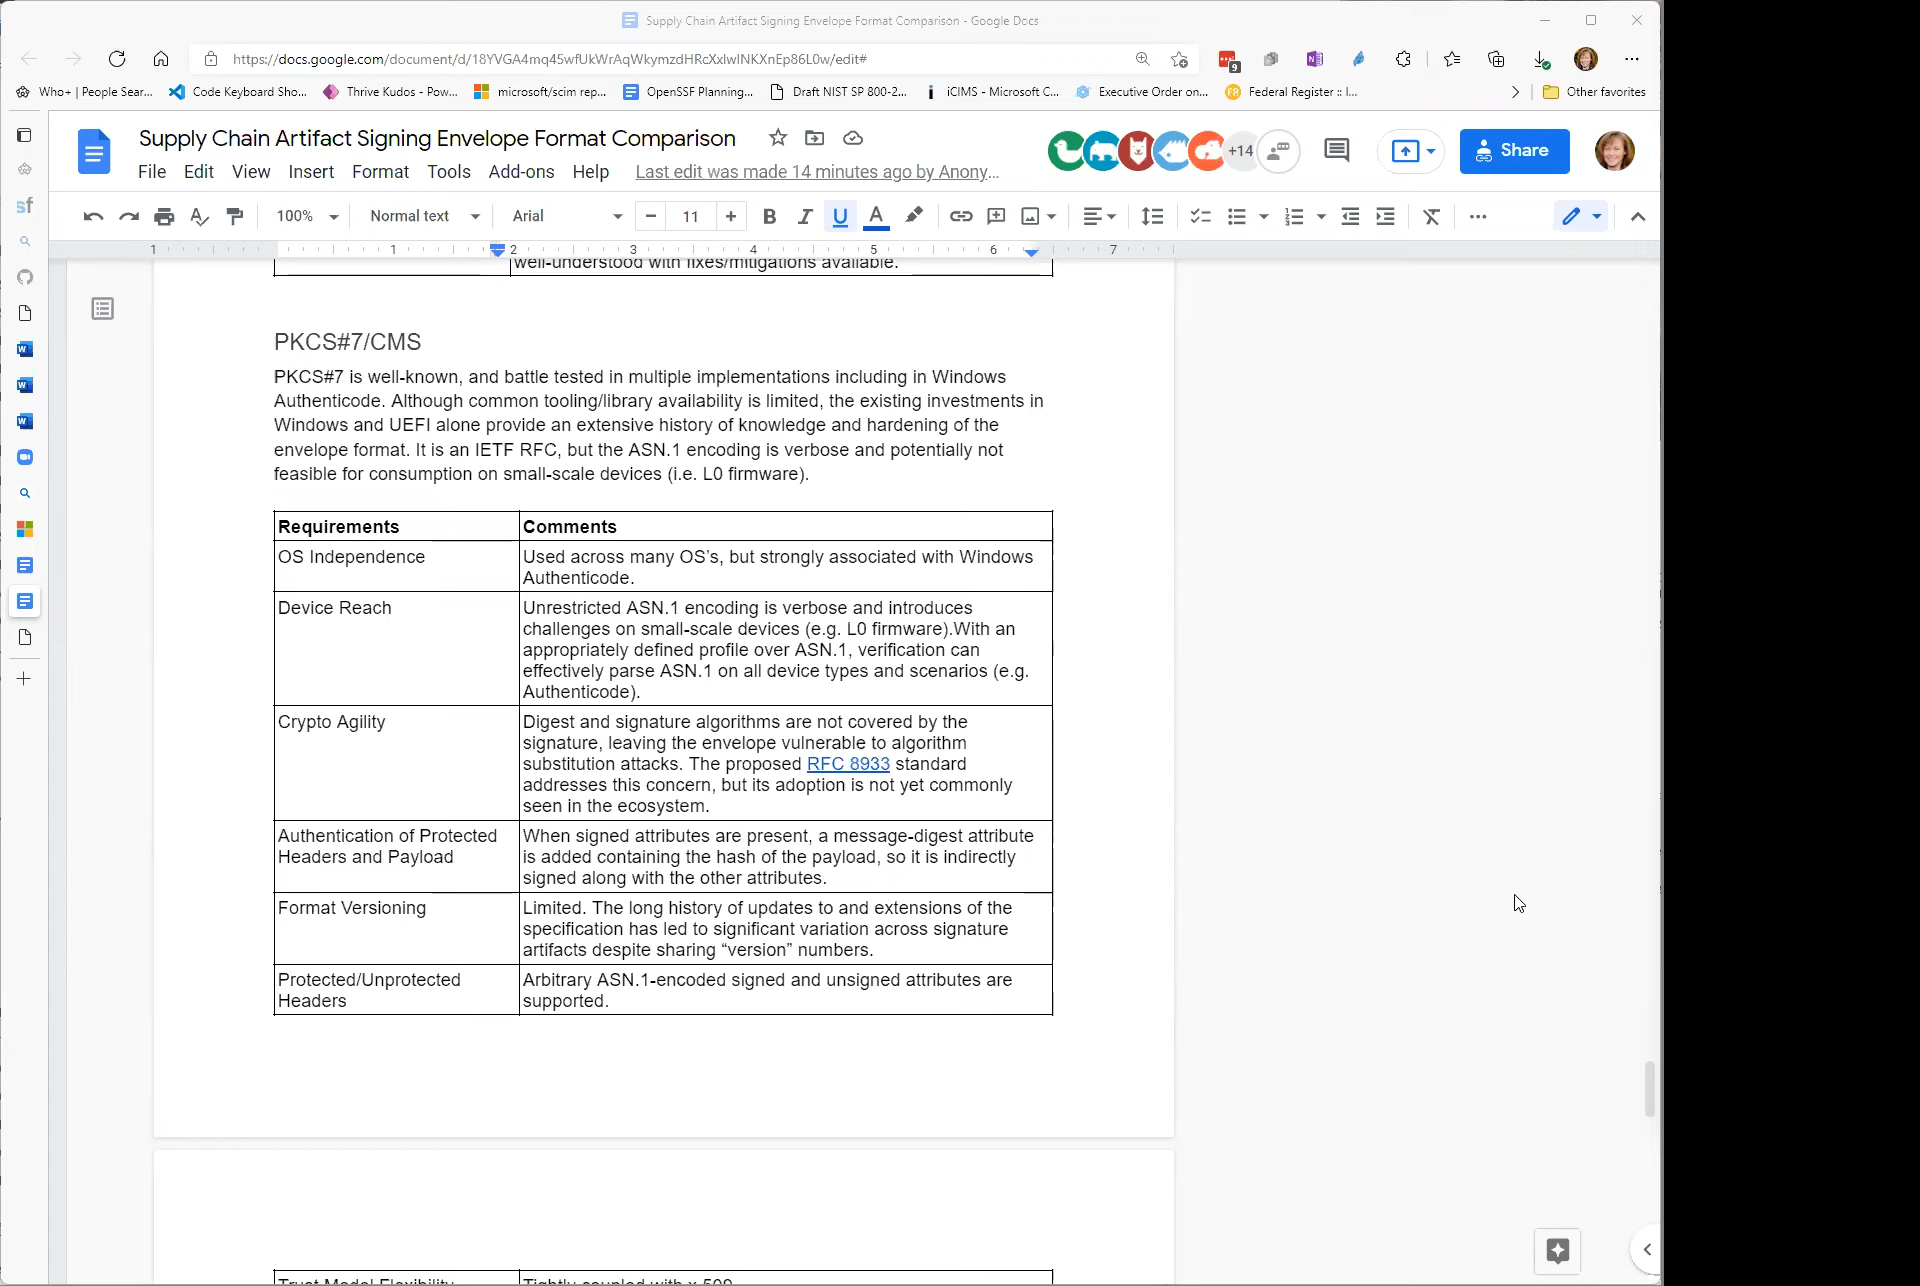 Supply Chain Artifact Signing Envelope Format Comparison - Google Docs
https://docs.google.com/document/d/18YVGA4mq45wfUkWrAqWkymzdHRcXxlwINKXnEp86L0w/edit#
9
Who+ | People Sear...
Code Keyboard Sho...
Thrive Kudos - Pow...
microsoft/scim rep...
OpenSSF Planning...
Draft NIST SP 800-2...
iCIMS - Microsoft C...
Executive Order on...
Federal Register :: I...
Other favorites
Supply Chain Artifact Signing Envelope Format Comparison
+14
Share
File Edit View Insert Format Tools Add-ons Help Last edit was made 14 minutes ago by Anony...
100% Normal text Arial 11
1 1 2 3 4 5 6 7
well-understood with fixes/mitigations available.
PKCS#7/CMS
PKCS#7 is well-known, and battle tested in multiple implementations including in Windows
Authenticode. Although common tooling/library availability is limited, the existing investments in
Windows and UEFI alone provide an extensive history of knowledge and hardening of the
envelope format. It is an IETF RFC, but the ASN.1 encoding is verbose and potentially not
feasible for consumption on small-scale devices (i.e. L0 firmware).
Requirements Comments
OS Independence Used across many OS's, but strongly associated with Windows
Authenticode.
Device Reach Unrestricted ASN.1 encoding is verbose and introduces
challenges on small-scale devices (e.g. L0 firmware).With an
appropriately defined profile over ASN.1, verification can
effectively parse ASN.1 on all device types and scenarios (e.g.
Authenticode).
Crypto Agility Digest and signature algorithms are not covered by the
signature, leaving the envelope vulnerable to algorithm
substitution attacks. The proposed RFC 8933 standard
addresses this concern, but its adoption is not yet commonly
seen in the ecosystem.
Authentication of Protected When signed attributes are present, a message-digest attribute
Headers and Payload is added containing the hash of the payload, so it is indirectly
signed along with the other attributes.
Format Versioning Limited. The long history of updates to and extensions of the
specification has led to significant variation across signature
artifacts despite sharing “version” numbers.
Protected/Unprotected Arbitrary ASN.1-encoded signed and unsigned attributes are
Headers supported.
Trust Model Flexibility Tightly coupled with x.509